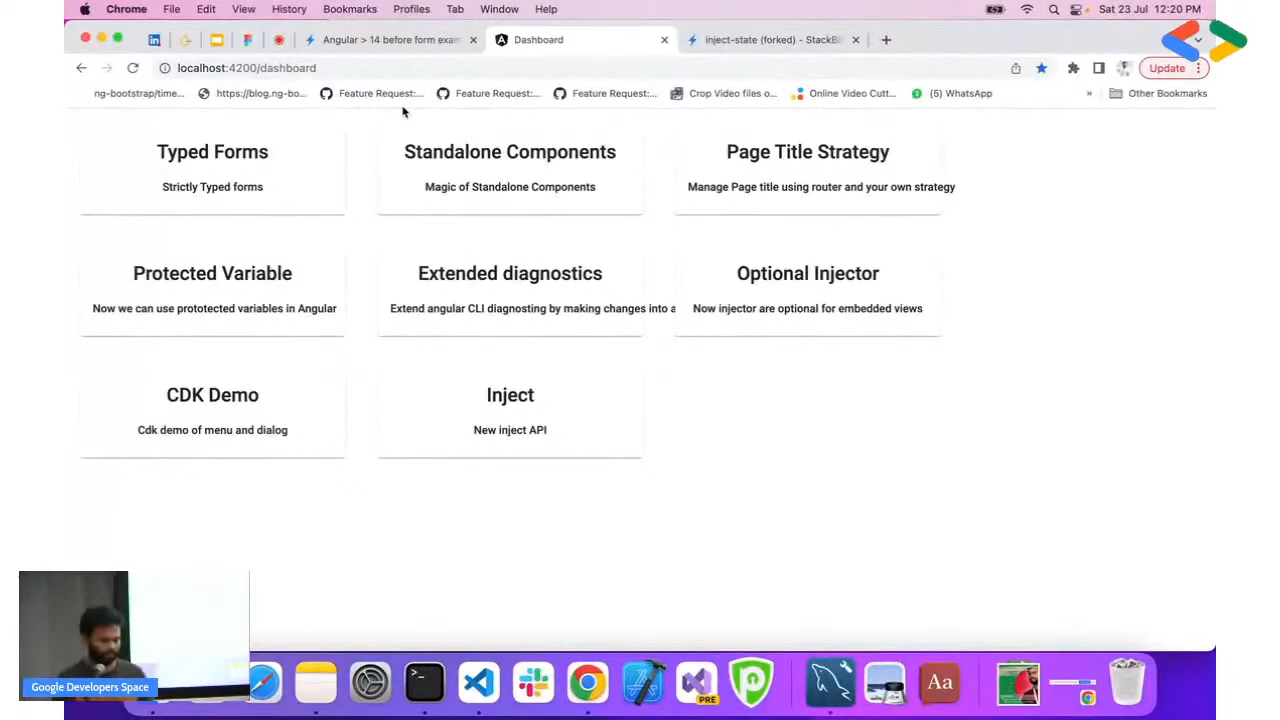 Chrome File Edit View History Bookmarks Profiles Tab Window Help Sat 23 Jul 12:20 PM
Angular > 14 before form exam Dashboard inject-state (forked) - StackBl
localhost:4200/dashboard Update
ng-bootstrap/time... https://blog.ng-bo... Feature Request:... Feature Request:... Feature Request:... Crop Video files o... Online Video Cutt... (5) WhatsApp » Other Bookmarks
Typed Forms Standalone Components Page Title Strategy
Strictly Typed forms Magic of Standalone Components Manage Page title using router and your own strategy
Protected Variable Extended diagnostics Optional Injector
Now we can use prototected variables in Angular Extend angular CLI diagnosting by making changes into a Now injector are optional for embedded views
CDK Demo Inject
Cdk demo of menu and dialog New inject API
Google Developers Space
PRE
Aa